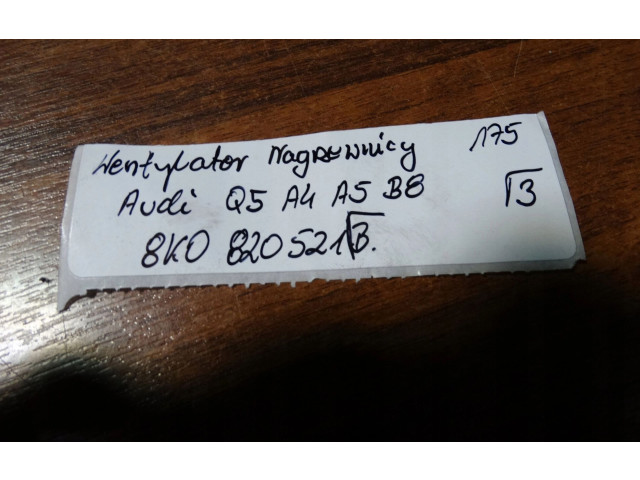 Wentylator Nagrzewnicy 175
Audi Q5 A4 A5 B8 13
8K0 820 521 B.